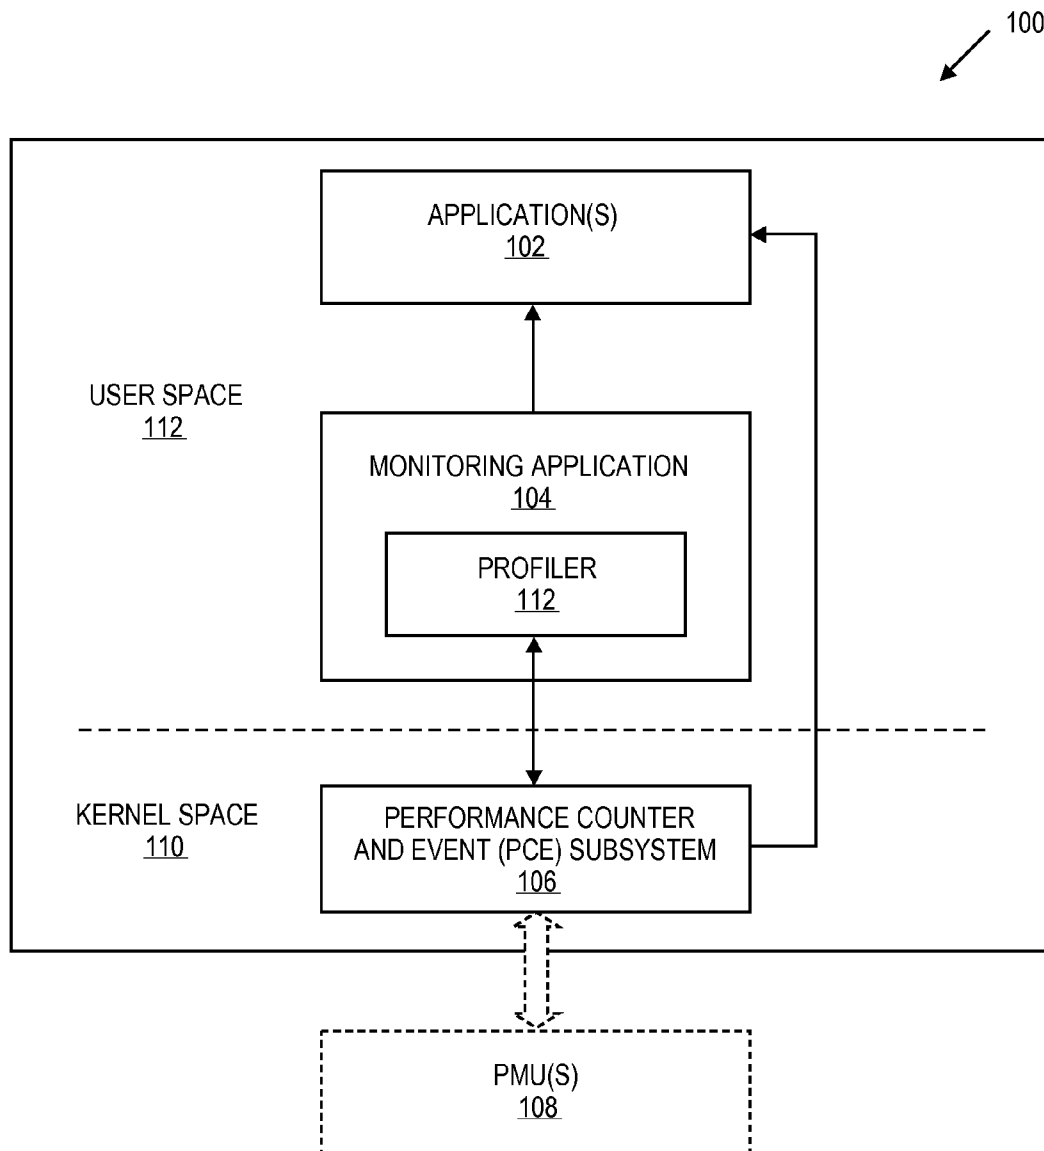 100
APPLICATION(S)
102
USER SPACE
112
MONITORING APPLICATION
104
PROFILER
112
KERNEL SPACE
110
PERFORMANCE COUNTER
AND EVENT (PCE) SUBSYSTEM
106
PMU(S)
108